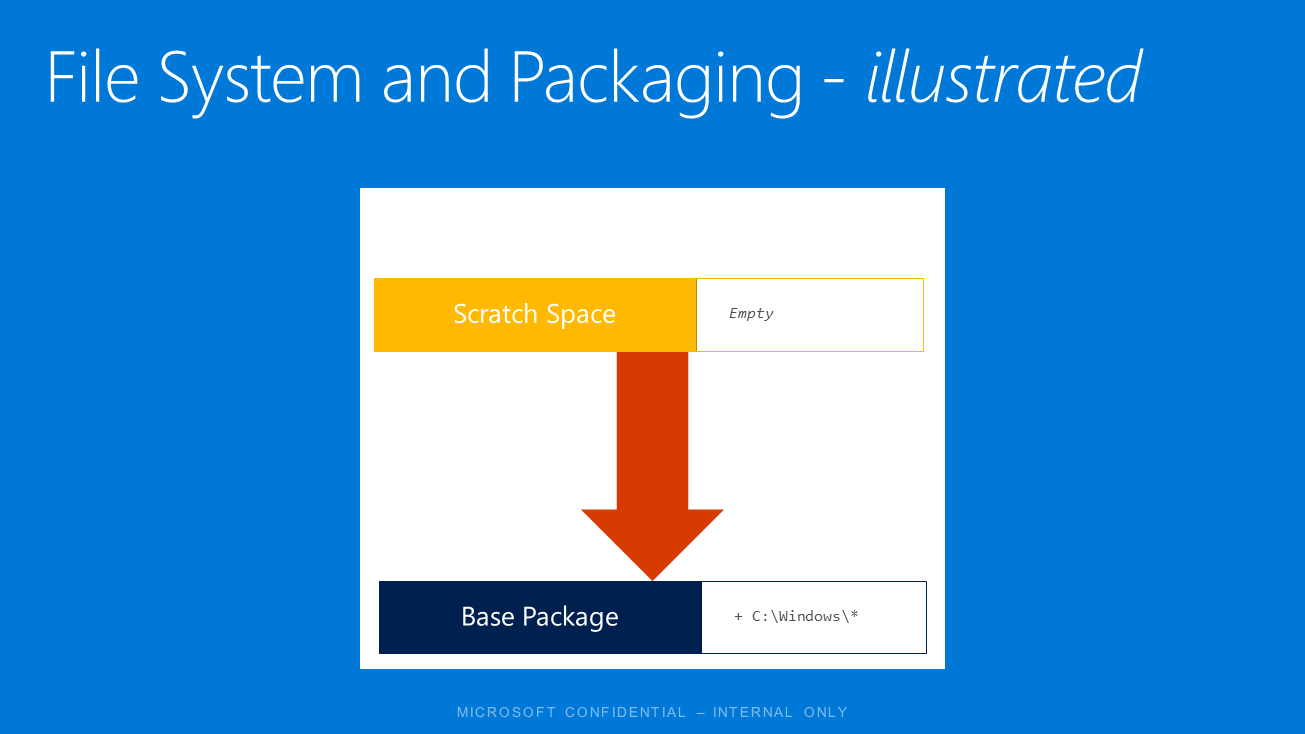 File System and Packaging - illustrated
Scratch Space
Empty
Base Package
+ C:\Windows\*
MICROSOFT CONFIDENTIAL – INTERNAL ONLY